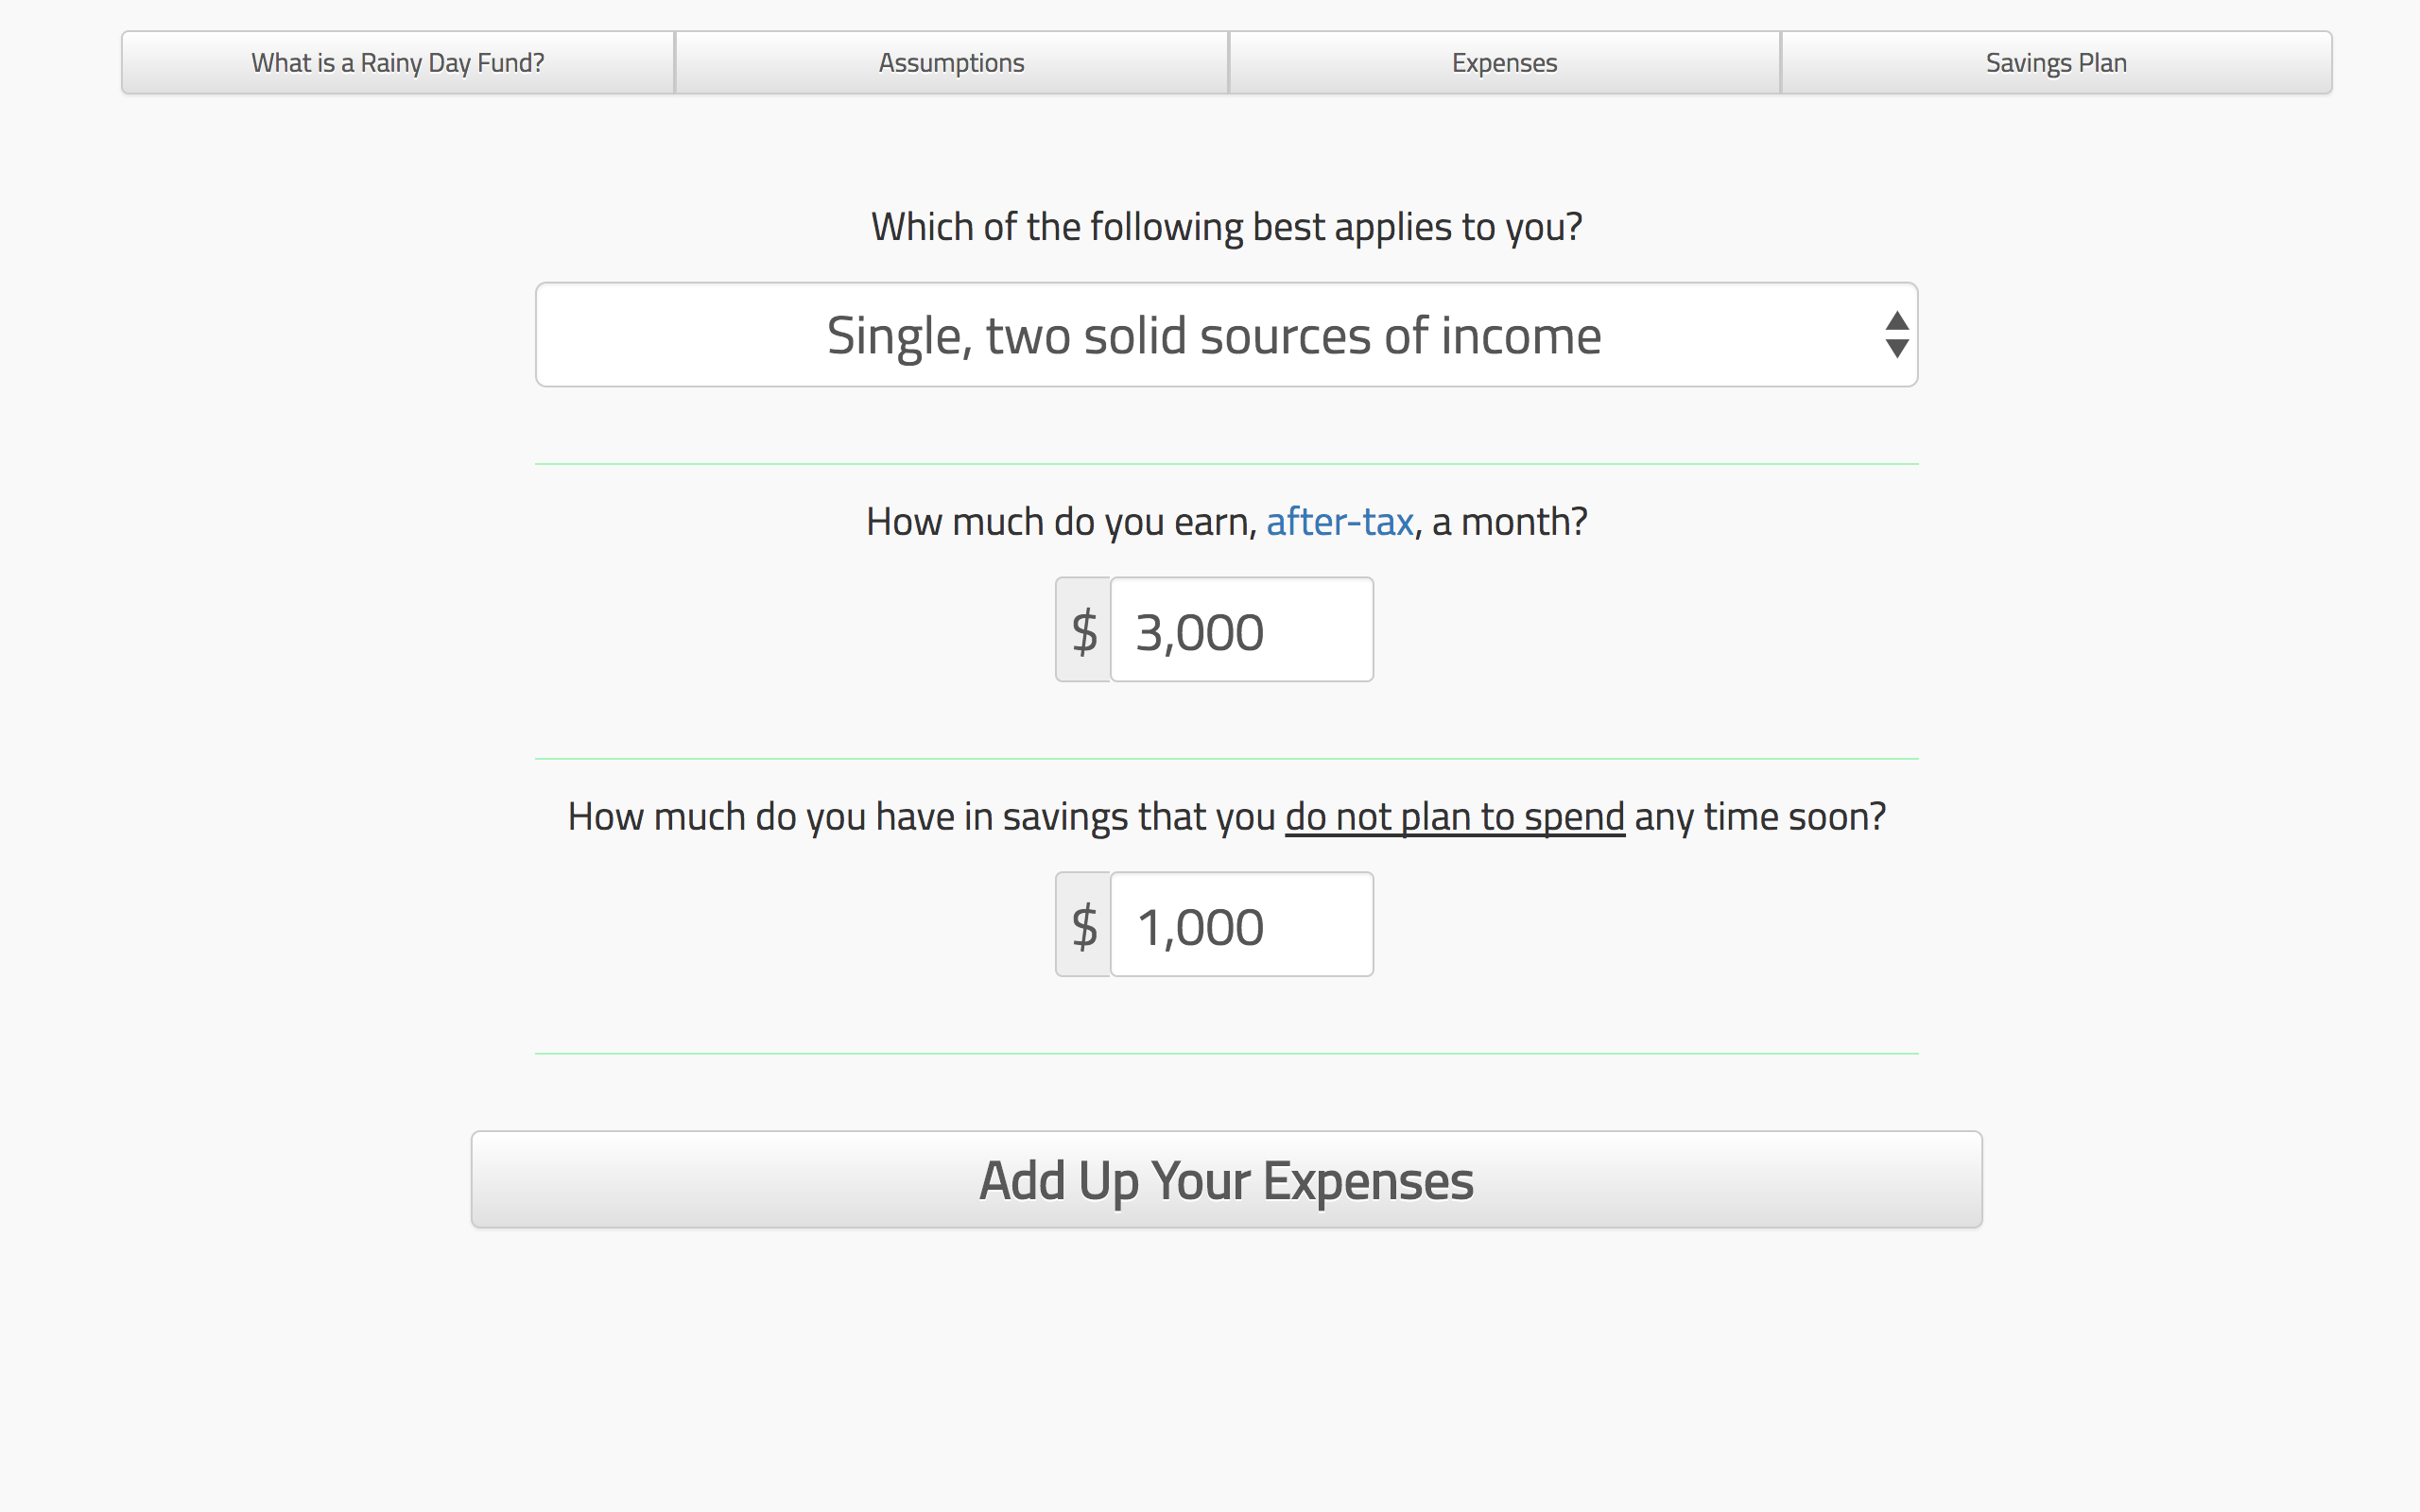 What is a Rainy Day Fund?
Assumptions
Expenses
Savings Plan
Which of the following best applies to you?
Single, two solid sources of income
How much do you earn, after-tax, a month?
$ 3,000
How much do you have in savings that you do not plan to spend any time soon?
$ 1,000
Add Up Your Expenses